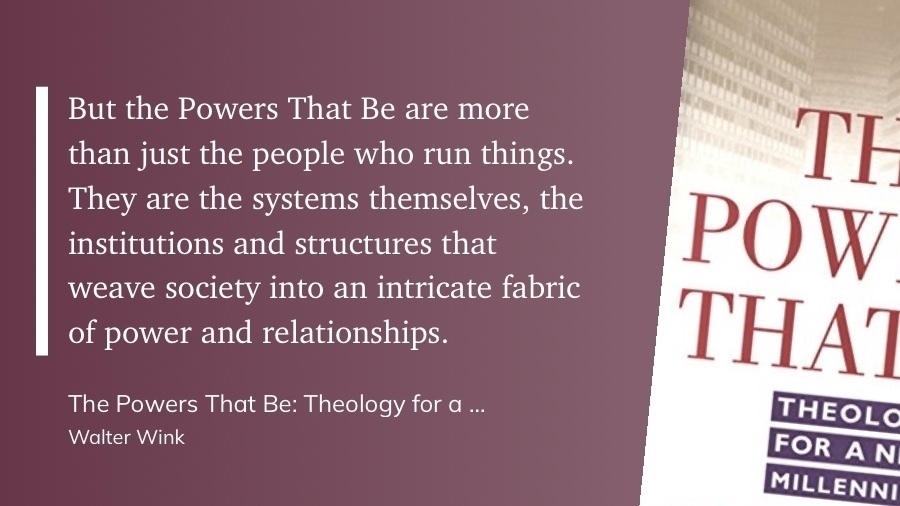 But the Powers That Be are more
than just the people who run things.
They are the systems themselves, the
institutions and structures that
weave society into an intricate fabric
of power and relationships.
The Powers That Be: Theology for a ...
Walter Wink
TH
POW
THAT
THEOLO
FOR A N
MILLENNI